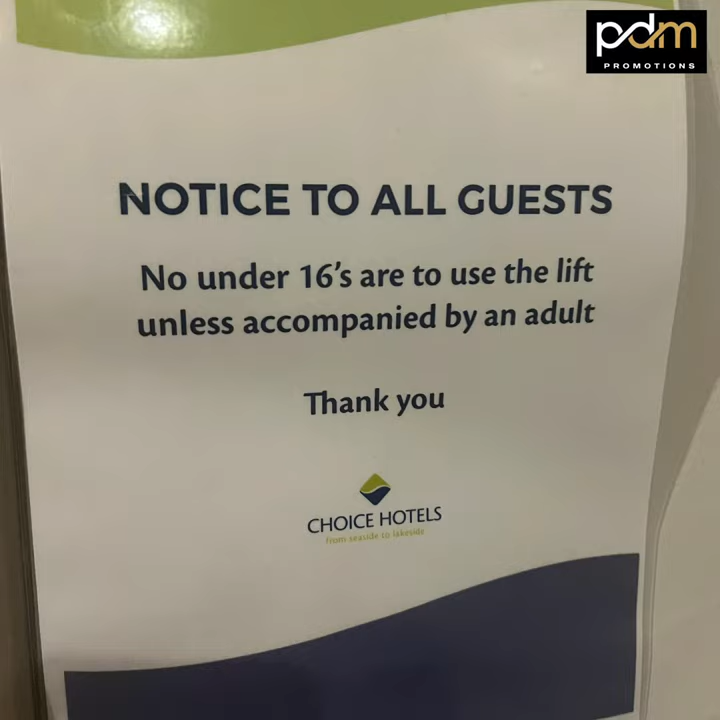 pdm
PROMOTIONS
NOTICE TO ALL GUESTS
No under 16's are to use the lift
unless accompanied by an adult
Thank you
CHOICE HOTELS
from seaside to lakeside